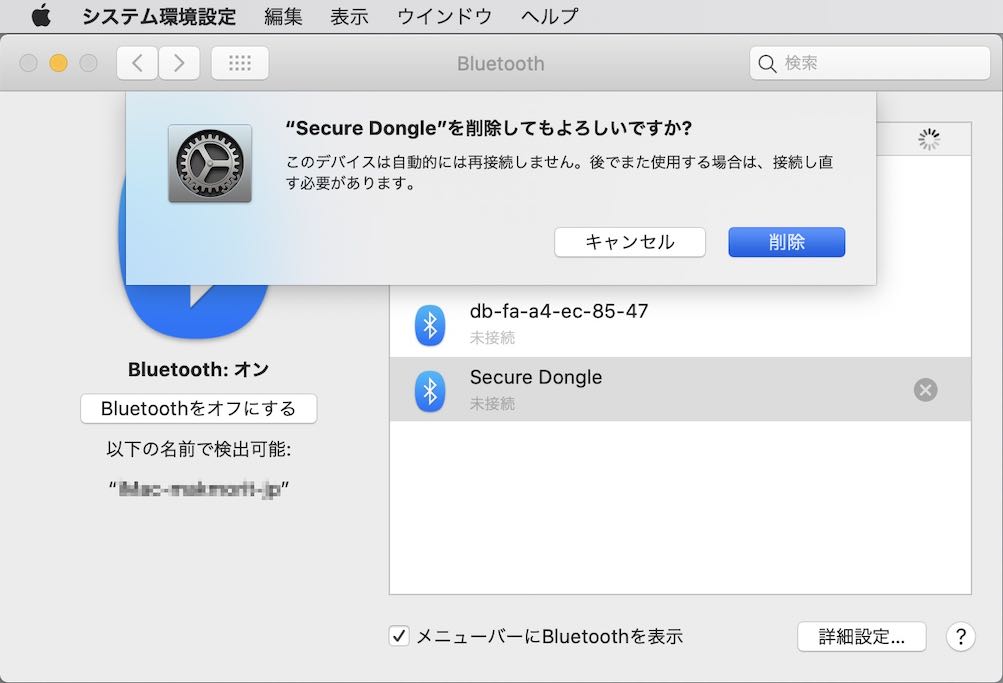 システム環境設定 編集 表示 ウインドウ ヘルプ
Bluetooth
検索
“Secure Dongle”を削除してもよろしいですか?
このデバイスは自動的には再接続しません。後でまた使用する場合は、接続し直
す必要があります。
キャンセル
削除
db-fa-a4-ec-85-47
未接続
Secure Dongle
未接続
Bluetooth: オン
Bluetoothをオフにする
以下の名前で検出可能:
メニューバーにBluetoothを表示
詳細設定...
?